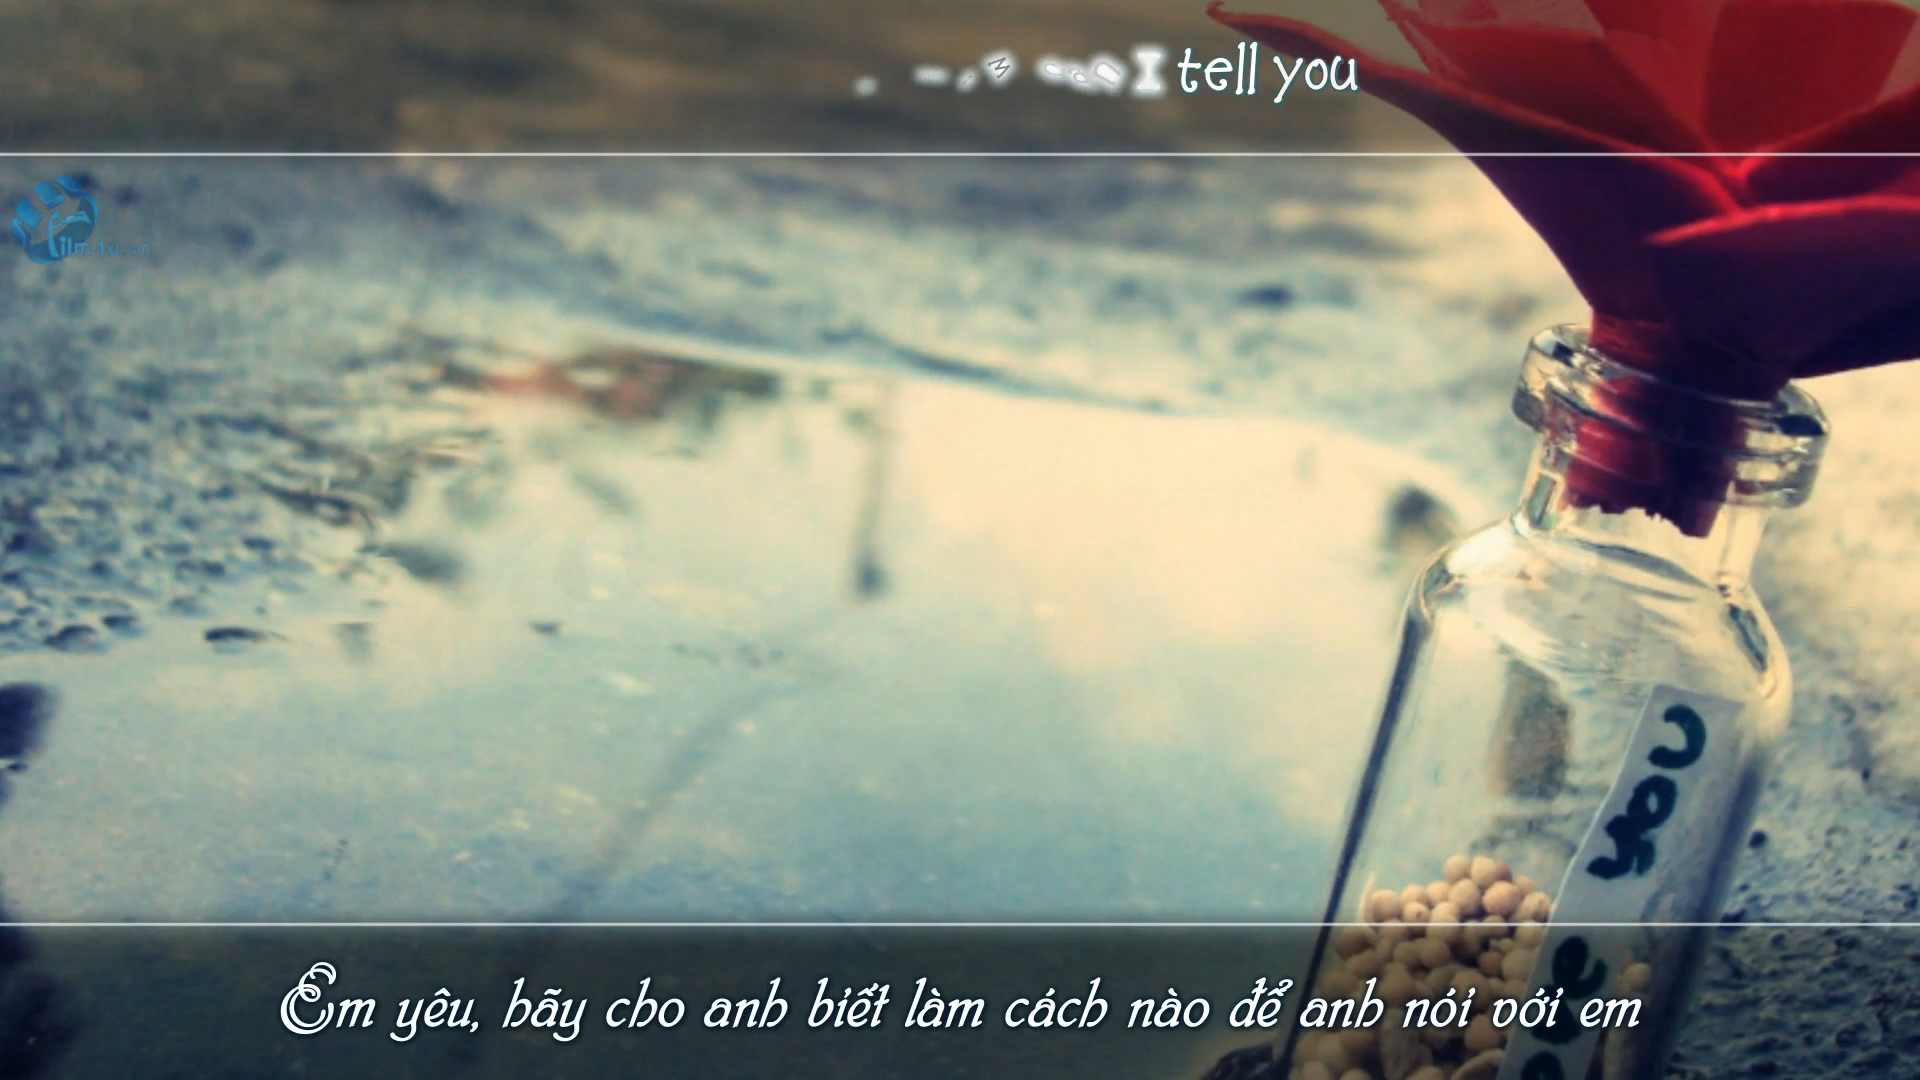 I tell you
Em yêu, hãy cho anh biết làm cách nào để anh nói với em
you